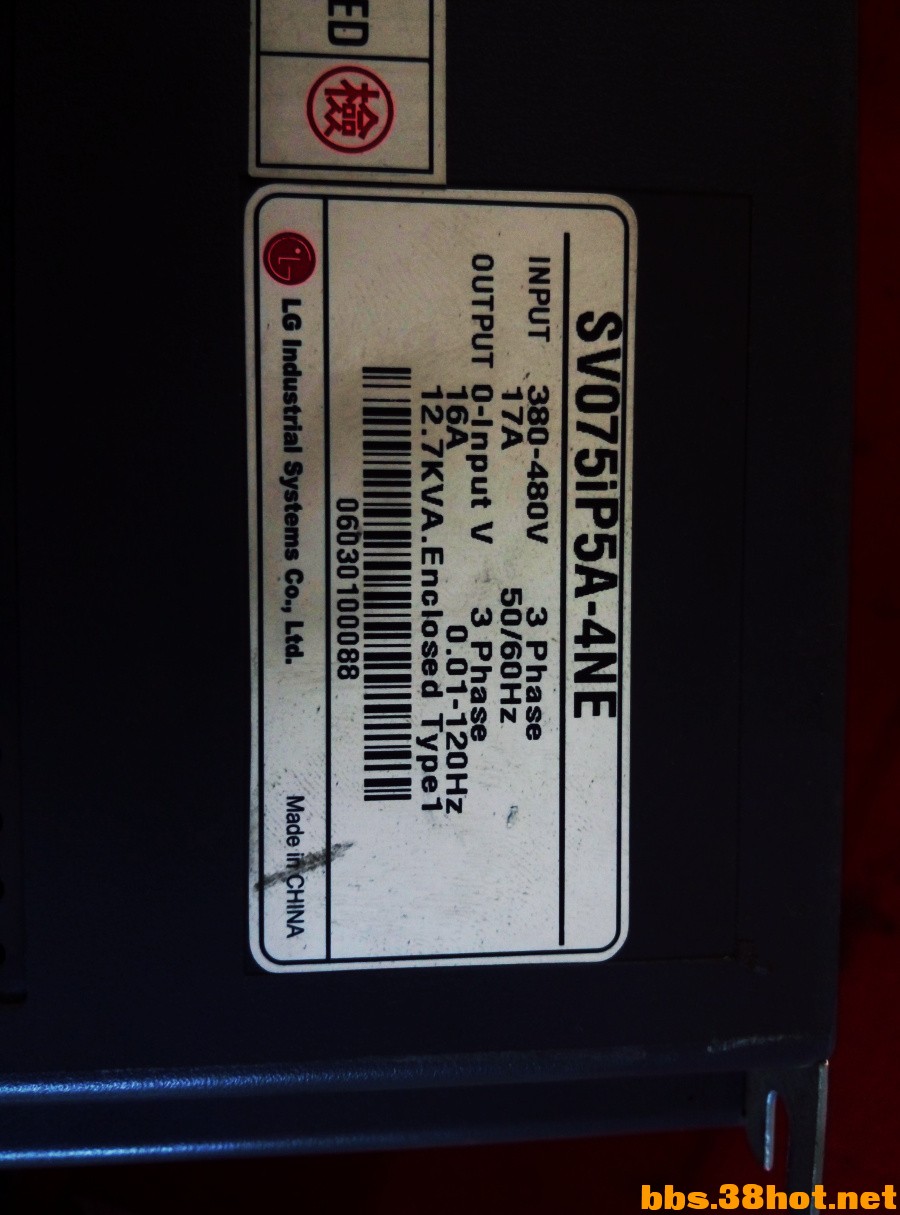 ED
檢
SV075iP5A-4NE
INPUT 380-480V 3 Phase
17A 50/60Hz
OUTPUT 0-Input V 3 Phase
16A 0.01-120Hz
12.7KVA.Enclosed Type1
06030100088
LG Industrial Systems Co., Ltd. Made in CHINA
bbs.38hot.net